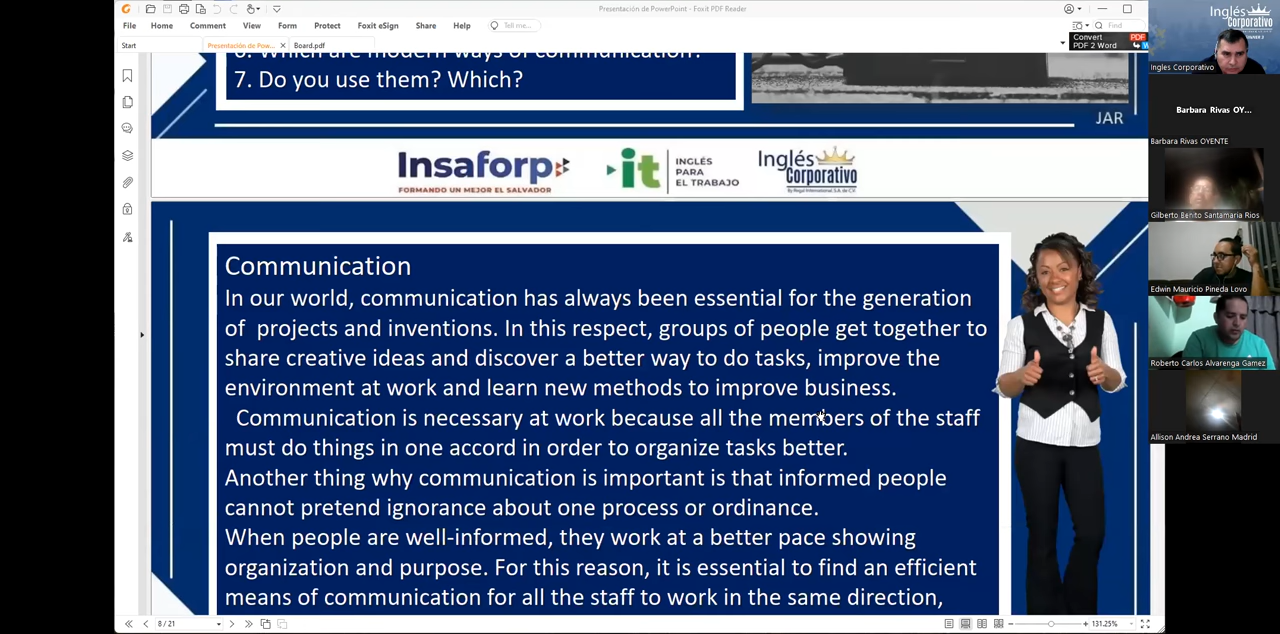 Presentación de PowerPoint - Foxit PDF Reader
File Home Comment View Form Protect Foxit eSign Share Help Tell me... Find
Start Presentación de Pow... Board.pdf
Convert PDF
PDF 2 Word
7. Do you use them? Which?
JAR
Insaforp
FORMANDO UN MEJOR EL SALVADOR
it INGLÉS
PARA
EL TRABAJO
Inglés
Corporativo
Communication
In our world, communication has always been essential for the generation
of projects and inventions. In this respect, groups of people get together to
share creative ideas and discover a better way to do tasks, improve the
environment at work and learn new methods to improve business.
Communication is necessary at work because all the members of the staff
must do things in one accord in order to organize tasks better.
Another thing why communication is important is that informed people
cannot pretend ignorance about one process or ordinance.
When people are well-informed, they work at a better pace showing
organization and purpose. For this reason, it is essential to find an efficient
means of communication for all the staff to work in the same direction,
8 / 21
131.25%
Inglés
Corporativo
Ingles Corporativo
Barbara Rivas OY...
Barbara Rivas OYENTE
Gilberto Benito Santamaria Rios
Edwin Mauricio Pineda Lovo
Roberto Carlos Alvarenga Gamez
Allison Andrea Serrano Madrid